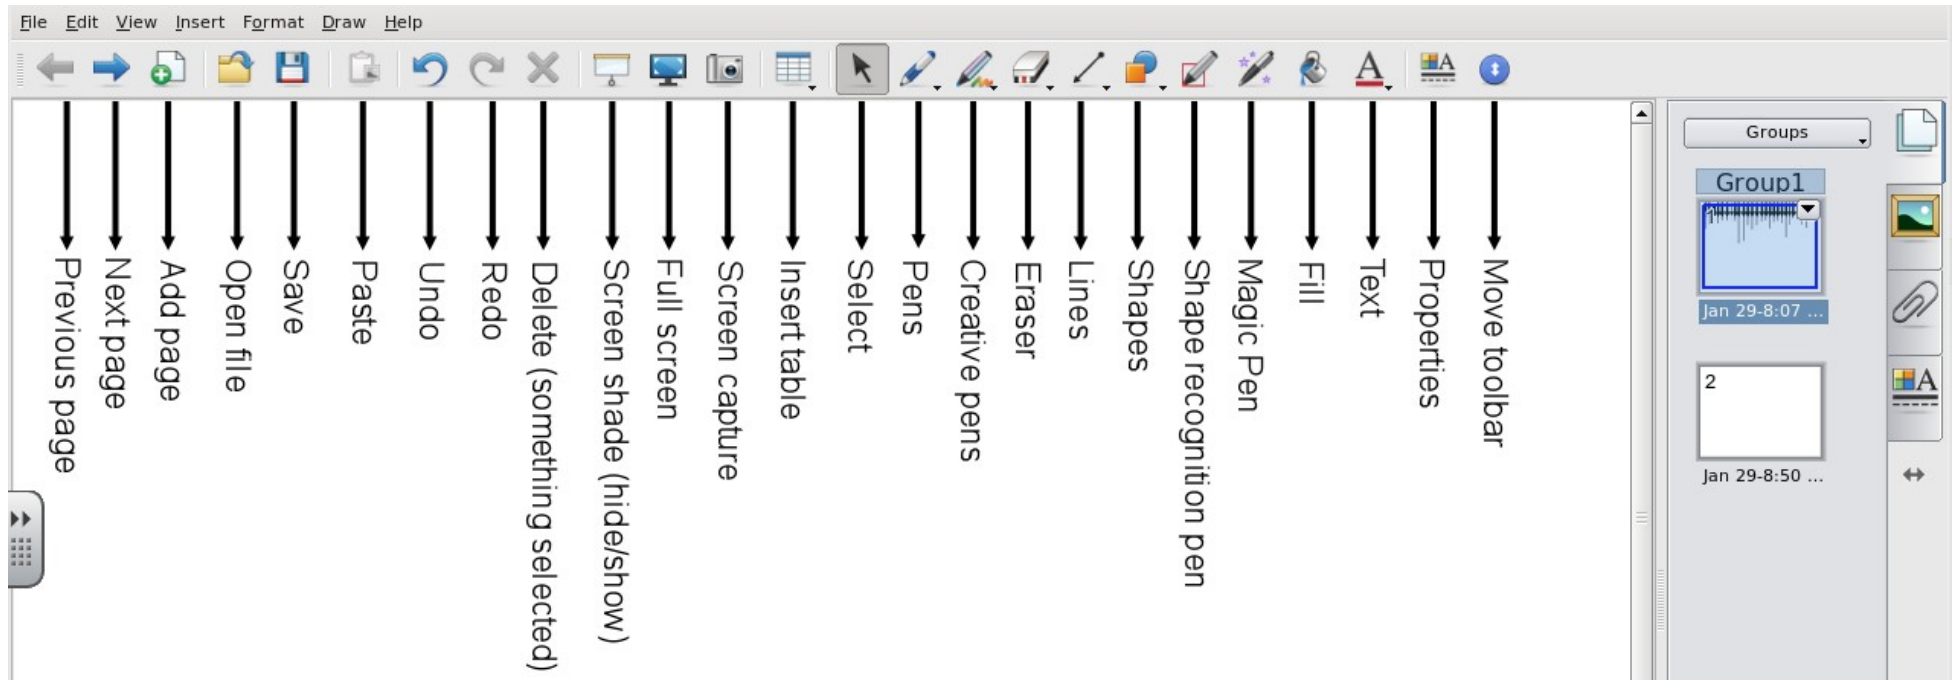 File Edit View Insert Format Draw Help
Previous page
Next page
Add page
Open file
Save
Paste
Undo
Redo
Delete (something selected)
Screen shade (hide/show)
Full screen
Screen capture
Insert table
Select
Pens
Creative pens
Eraser
Lines
Shapes
Shape recognition pen
Magic Pen
Fill
Text
Properties
Move toolbar
Groups
Group1
1
Jan 29-8:07 ...
2
Jan 29-8:50 ...